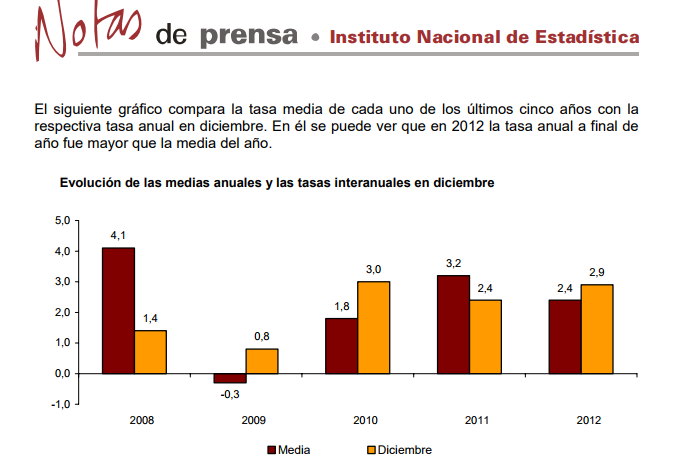 Notas de prensa • Instituto Nacional de Estadística
El siguiente gráfico compara la tasa media de cada uno de los últimos cinco años con la
respectiva tasa anual en diciembre. En él se puede ver que en 2012 la tasa anual a final de
año fue mayor que la media del año.
Evolución de las medias anuales y las tasas interanuales en diciembre
5,0
4,0
3,0
2,0
1,0
0,0
-1,0
4,1
1,4
-0,3
0,8
1,8
3,0
3,2
2,4
2,4
2,9
2008 2009 2010 2011 2012
Media Diciembre